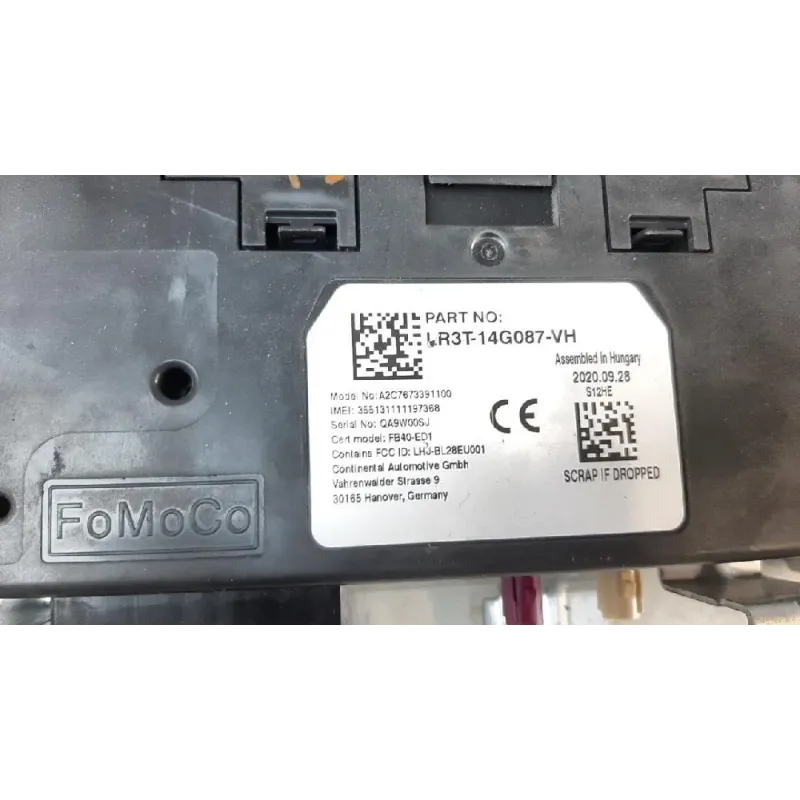 PART NO:
LR3T-14G087-VH
Assembled In Hungary
2020.09.28
S12HE
Model No: A2C7673391100
IMEI: 355131111197368
Serial No: QA9W00SJ
Cert model: FB40-ED1
Contains FCC ID: LHJ-BL28EU001
Continental Automotive Gmbh
Vahrenwalder Strasse 9
30165 Hanover, Germany
CE
SCRAP IF DROPPED
FoMoCo